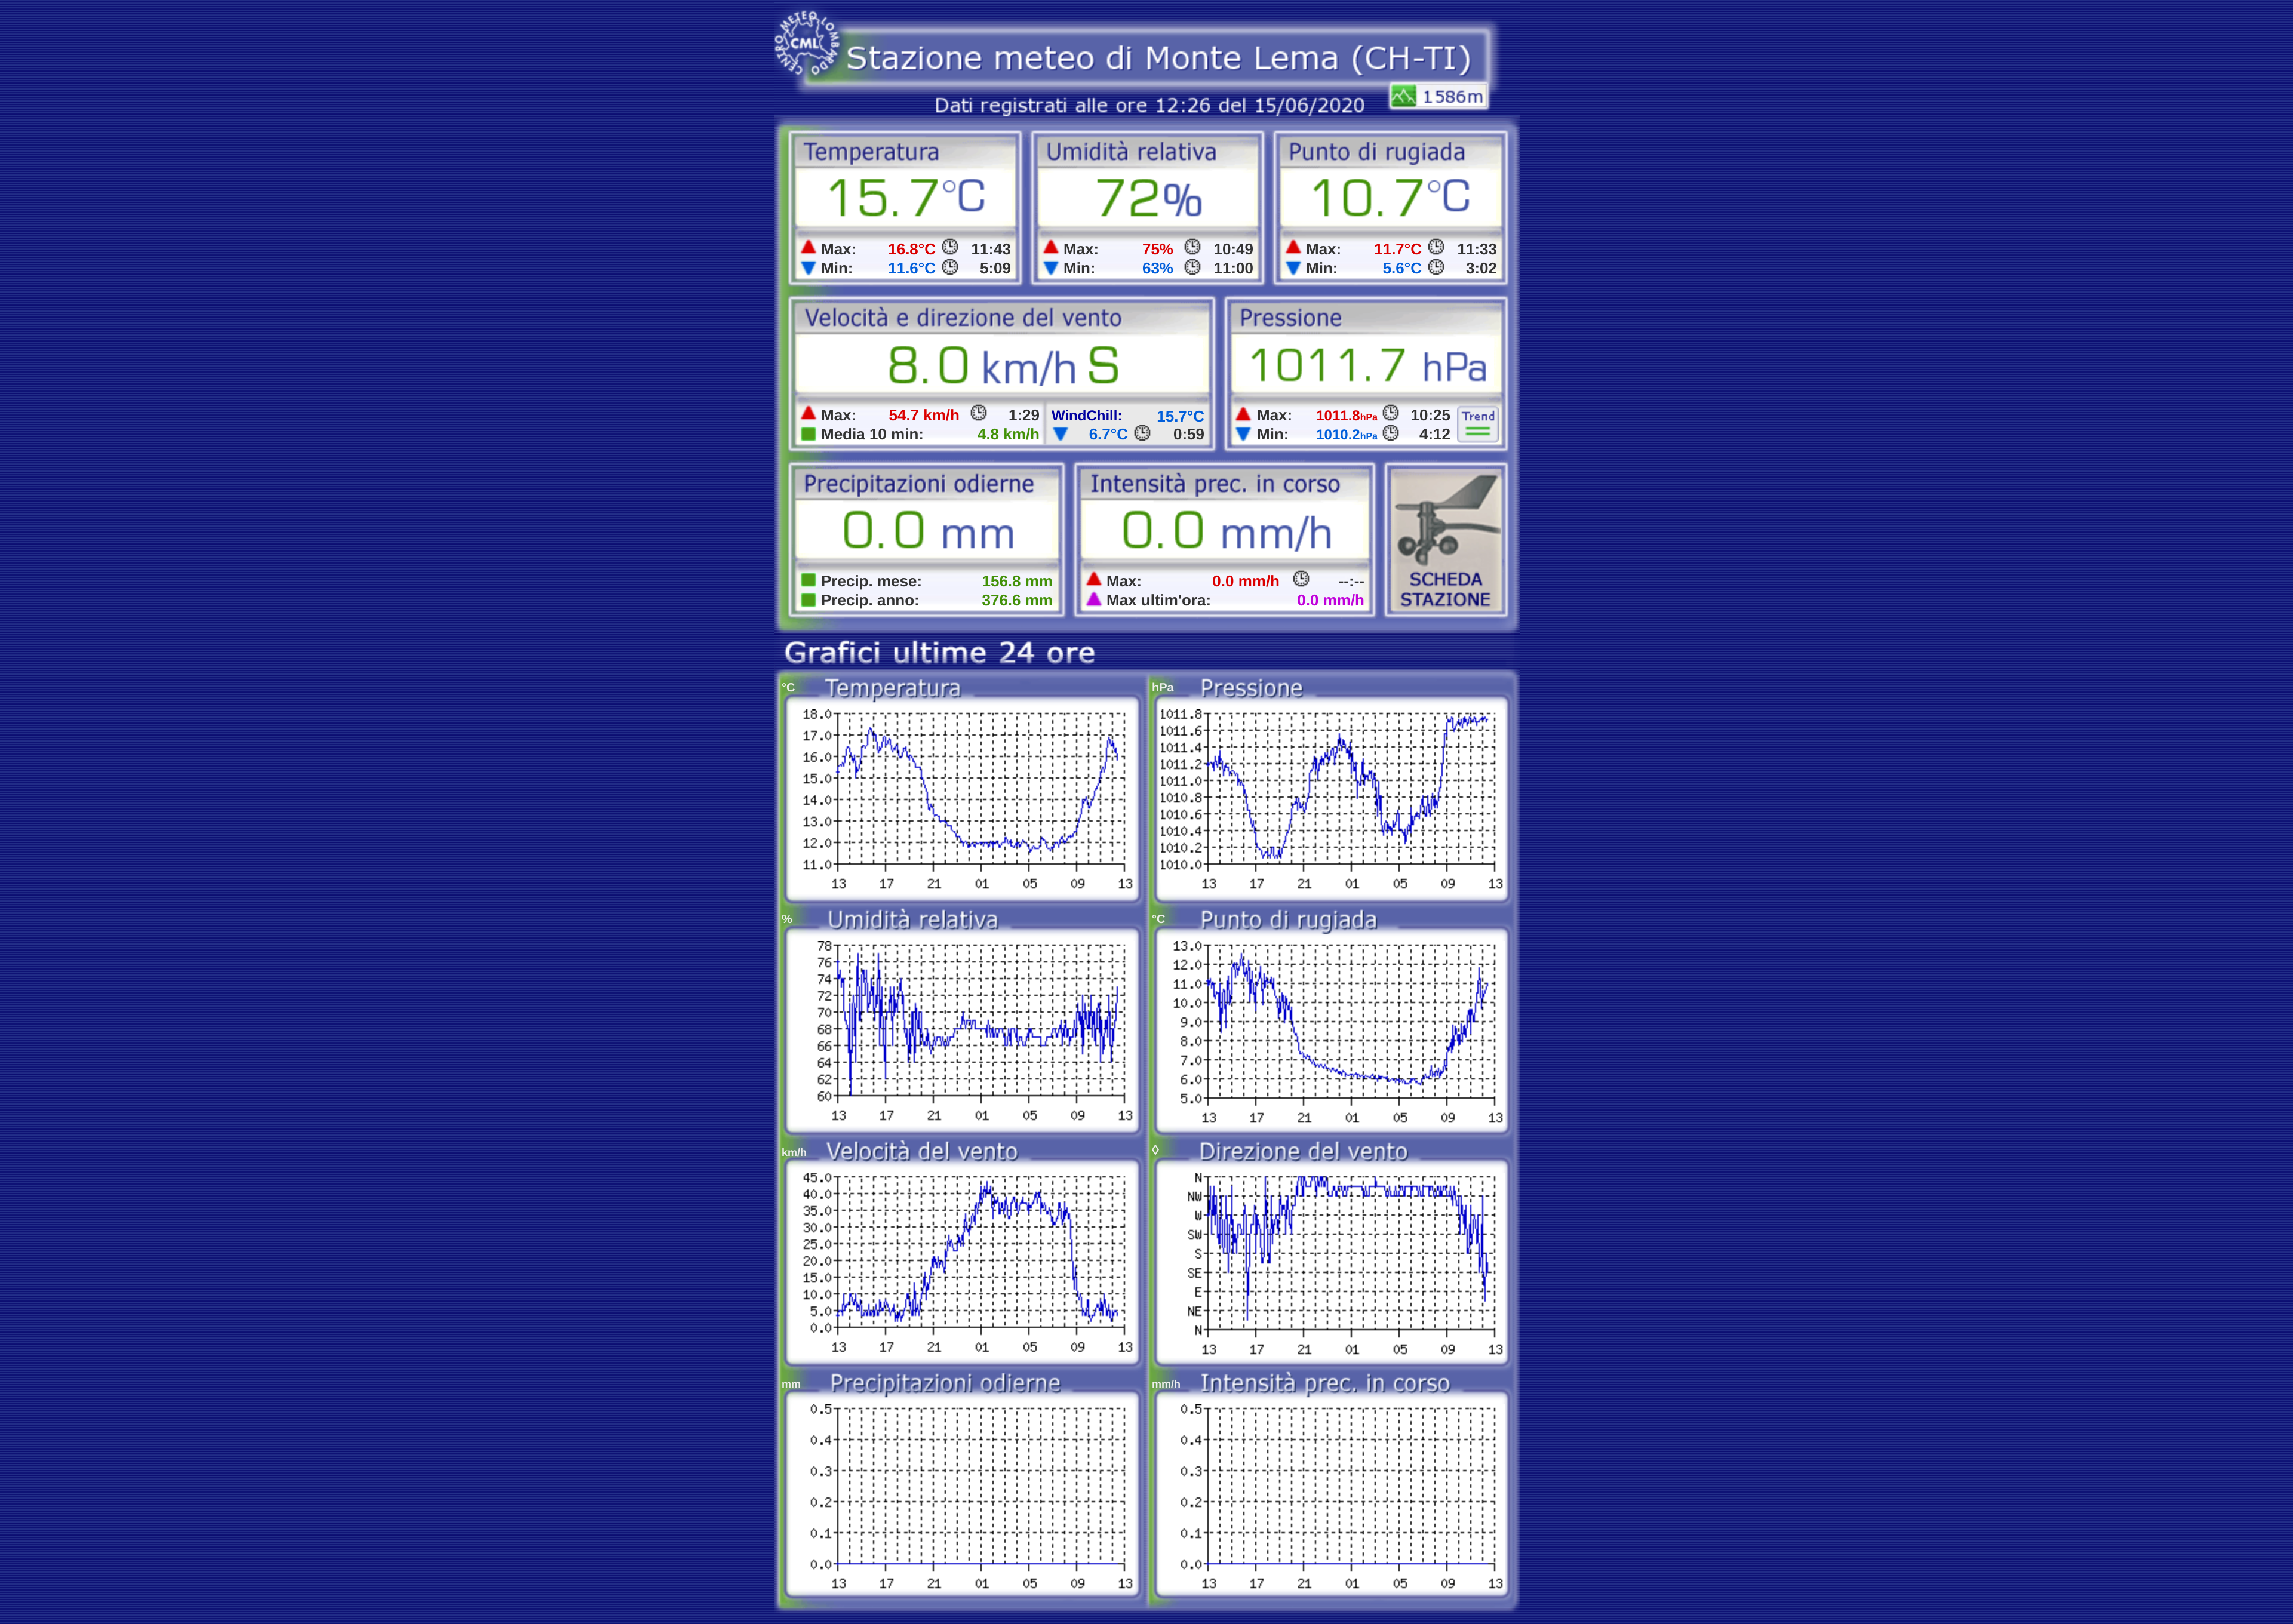 CENTRO METEO LOMBARDO
CML
Stazione meteo di Monte Lema (CH-TI)
1586m
Dati registrati alle ore 12:26 del 15/06/2020
Temperatura
15.7°C
Max: 16.8°C 11:43
Min: 11.6°C 5:09
Umidità relativa
72%
Max: 75% 10:49
Min: 63% 11:00
Punto di rugiada
10.7°C
Max: 11.7°C 11:33
Min: 5.6°C 3:02
Velocità e direzione del vento
8.0 km/h S
Max: 54.7 km/h 1:29
Media 10 min: 4.8 km/h
WindChill: 15.7°C
6.7°C 0:59
Pressione
1011.7 hPa
Max: 1011.8hPa 10:25
Min: 1010.2hPa 4:12
Trend
Precipitazioni odierne
0.0 mm
Precip. mese: 156.8 mm
Precip. anno: 376.6 mm
Intensità prec. in corso
0.0 mm/h
Max: 0.0 mm/h --:--
Max ultim'ora: 0.0 mm/h
SCHEDA
STAZIONE
Grafici ultime 24 ore
°C Temperatura
18.0
17.0
16.0
15.0
14.0
13.0
12.0
11.0
13 17 21 01 05 09 13
hPa Pressione
1011.8
1011.6
1011.4
1011.2
1011.0
1010.8
1010.6
1010.4
1010.2
1010.0
13 17 21 01 05 09 13
% Umidità relativa
78
76
74
72
70
68
66
64
62
60
13 17 21 01 05 09 13
°C Punto di rugiada
13.0
12.0
11.0
10.0
9.0
8.0
7.0
6.0
5.0
13 17 21 01 05 09 13
km/h Velocità del vento
45.0
40.0
35.0
30.0
25.0
20.0
15.0
10.0
5.0
0.0
13 17 21 01 05 09 13
◊ Direzione del vento
N
NW
W
SW
S
SE
E
NE
N
13 17 21 01 05 09 13
mm Precipitazioni odierne
0.5
0.4
0.3
0.2
0.1
0.0
13 17 21 01 05 09 13
mm/h Intensità prec. in corso
0.5
0.4
0.3
0.2
0.1
0.0
13 17 21 01 05 09 13